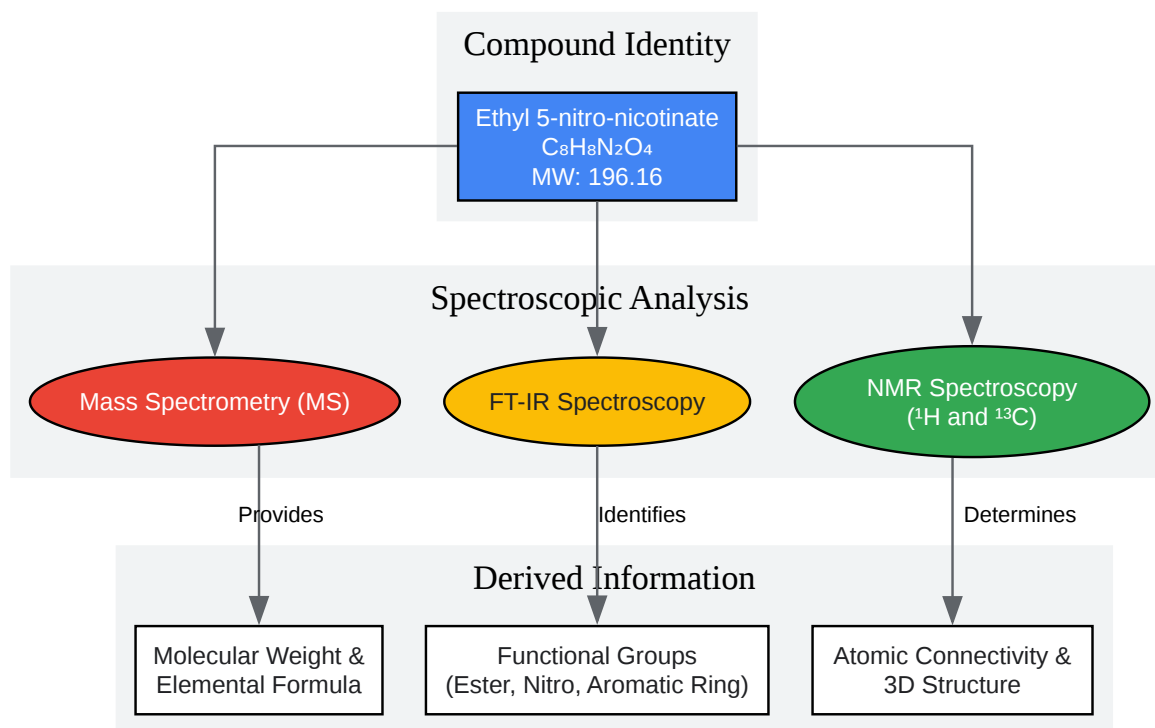 Compound Identity
Ethyl 5-nitro-nicotinate
C₈H₈N₂O₄
MW: 196.16
Spectroscopic Analysis
Mass Spectrometry (MS)
FT-IR Spectroscopy
NMR Spectroscopy
(¹H and ¹³C)
Provides
Identifies
Determines
Derived Information
Molecular Weight &
Elemental Formula
Functional Groups
(Ester, Nitro, Aromatic Ring)
Atomic Connectivity &
3D Structure